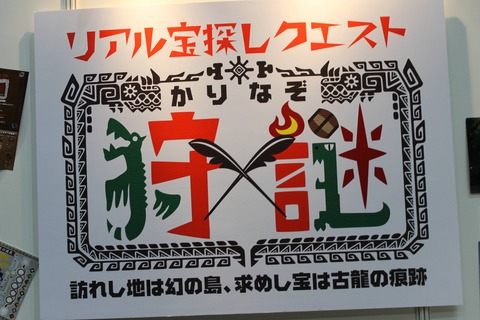 リアル宝探しクエスト
かりなぞ
狩謎
訪れし地は幻の島、求めし宝は古龍の痕跡